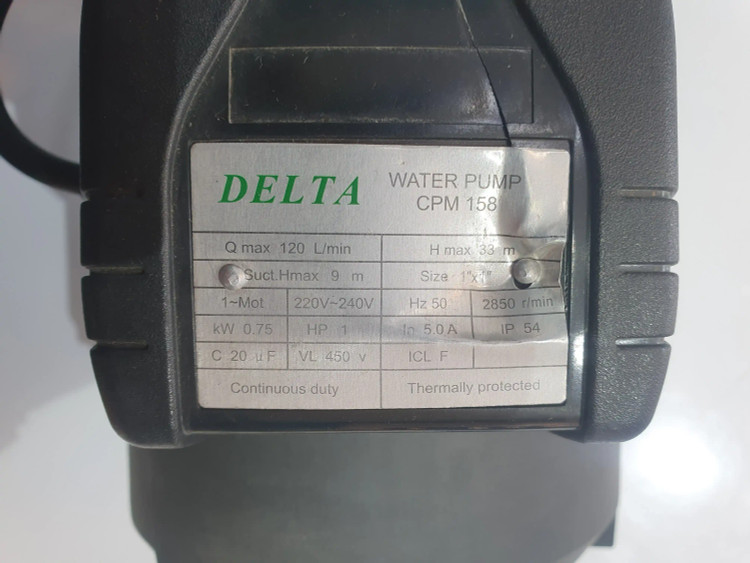 DELTA WATER PUMP
CPM 158
Q max 120 L/min H max 33 m
Suct.Hmax 9 m Size 1"x1"
1~Mot 220V~240V Hz 50 2850 r/min
kW 0.75 HP 1 In 5.0 A IP 54
C 20 uF VL 450 v ICL F
Continuous duty Thermally protected